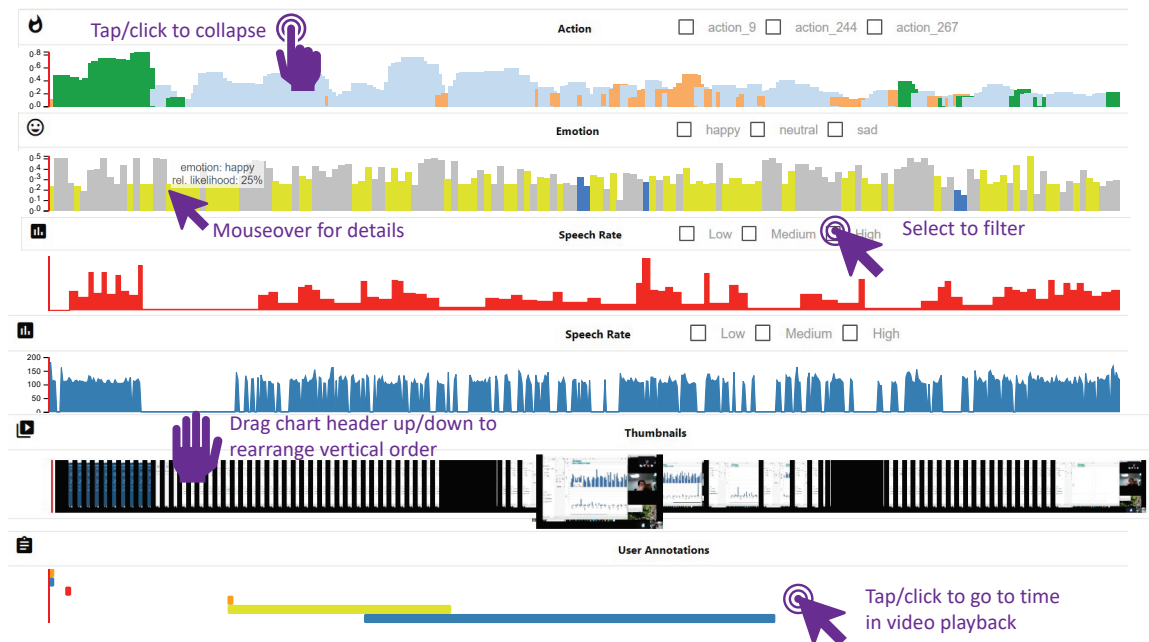 Tap/click to collapse
Action
action_9
action_244
action_267
0.8
0.6
0.4
0.2
0.0
Emotion
happy
neutral
sad
0.5
0.4
0.3
0.2
0.1
0.0
emotion: happy
rel. likelihood: 25%
Mouseover for details
Speech Rate
Low
Medium
High
Select to filter
Speech Rate
Low
Medium
High
200
150
100
50
0
Drag chart header up/down to
rearrange vertical order
Thumbnails
User Annotations
Tap/click to go to time
in video playback